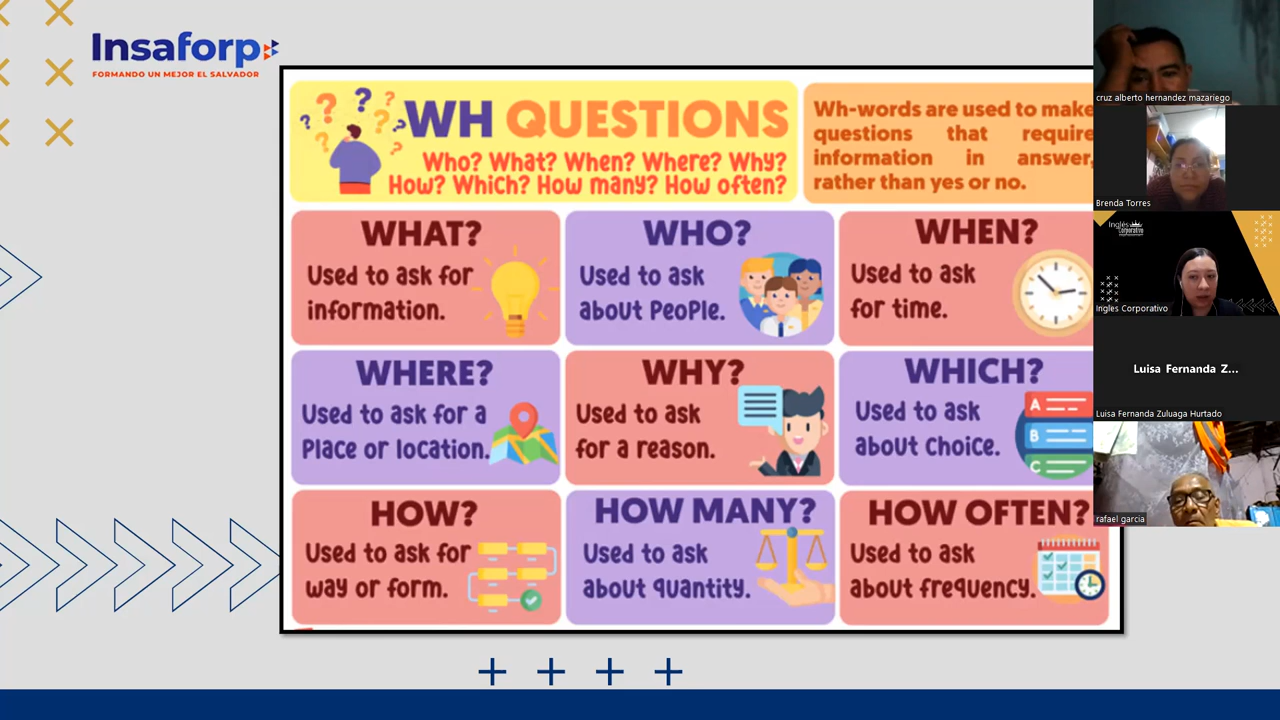 Insaforp
FORMANDO UN MEJOR EL SALVADOR
WH QUESTIONS
Who? What? When? Where? Why?
How? Which? How many? How often?
Wh-words are used to make
questions that require
information in answer,
rather than yes or no.
WHAT?
Used to ask for
information.
WHO?
Used to ask
about People.
WHEN?
Used to ask
for time.
WHERE?
Used to ask for a
Place or location.
WHY?
Used to ask
for a reason.
WHICH?
Used to ask
about Choice.
A
B
C
HOW?
Used to ask for
way or form.
HOW MANY?
Used to ask
about quantity.
HOW OFTEN?
Used to ask
about frequency.
cruz alberto hernandez mazariego
Brenda Torres
Inglés
Corporativo
Ingles Corporativo
Luisa Fernanda Z...
Luisa Fernanda Zuluaga Hurtado
rafael garcia